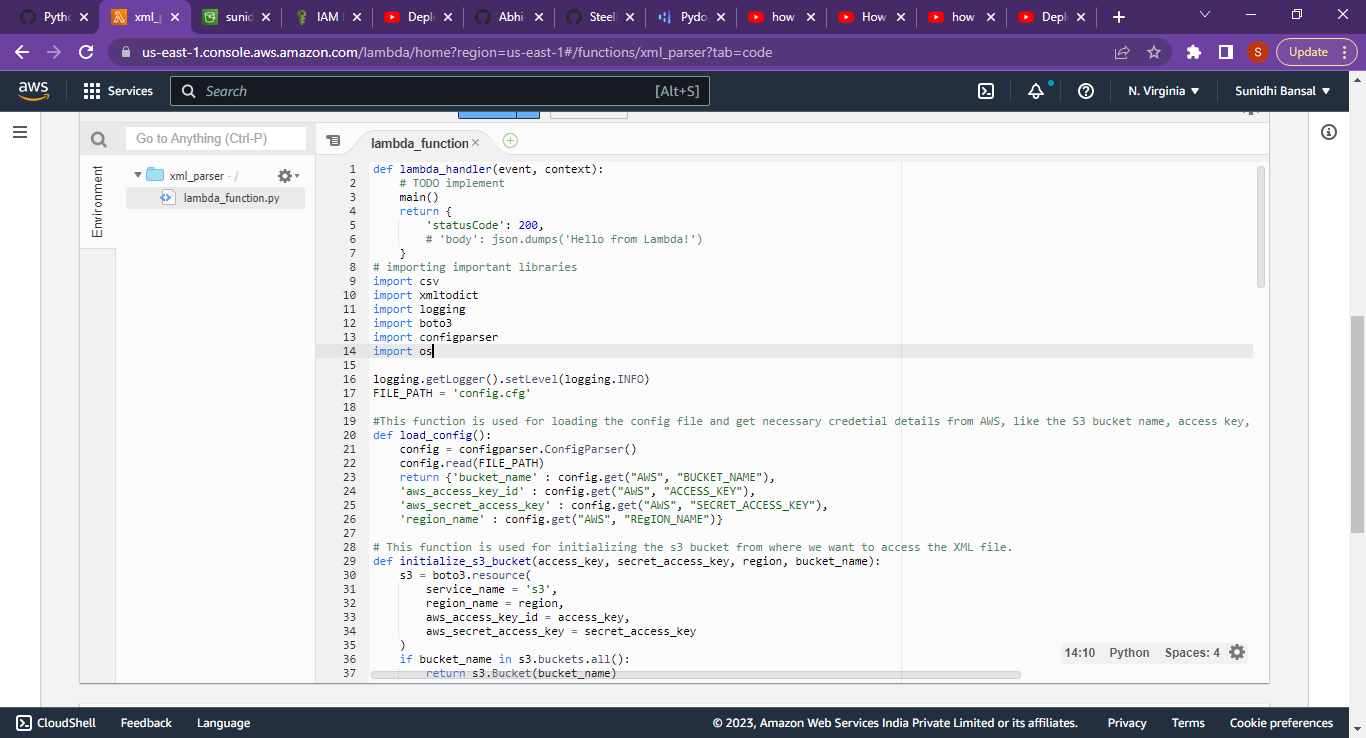 Pytho
xml_p
sunid
IAM
Depl
Abhi-
Steel
Pydo
how
How
how
Depl
us-east-1.console.aws.amazon.com/lambda/home?region=us-east-1#/functions/xml_parser?tab=code
S
Update
aws
Services
Search
[Alt+S]
N. Virginia
Sunidhi Bansal
Go to Anything (Ctrl-P)
lambda_function
Environment
xml_parser - /
lambda_function.py
1 def lambda_handler(event, context):
2 # TODO implement
3 main()
4 return {
5 'statusCode': 200,
6 # 'body': json.dumps('Hello from Lambda!')
7 }
8 # importing important libraries
9 import csv
10 import xmltodict
11 import logging
12 import boto3
13 import configparser
14 import os
15
16 logging.getLogger().setLevel(logging.INFO)
17 FILE_PATH = 'config.cfg'
18
19 #This function is used for loading the config file and get necessary credetial details from AWS, like the S3 bucket name, access key,
20 def load_config():
21 config = configparser.ConfigParser()
22 config.read(FILE_PATH)
23 return {'bucket_name' : config.get("AWS", "BUCKET_NAME"),
24 'aws_access_key_id' : config.get("AWS", "ACCESS_KEY"),
25 'aws_secret_access_key' : config.get("AWS", "SECRET_ACCESS_KEY"),
26 'region_name' : config.get("AWS", "REgION_NAME")}
27
28 # This function is used for initializing the s3 bucket from where we want to access the XML file.
29 def initialize_s3_bucket(access_key, secret_access_key, region, bucket_name):
30 s3 = boto3.resource(
31 service_name = 's3',
32 region_name = region,
33 aws_access_key_id = access_key,
34 aws_secret_access_key = secret_access_key
35 )
36 if bucket_name in s3.buckets.all():
37 return s3.Bucket(bucket_name)
14:10 Python Spaces: 4
CloudShell
Feedback
Language
© 2023, Amazon Web Services India Private Limited or its affiliates.
Privacy
Terms
Cookie preferences